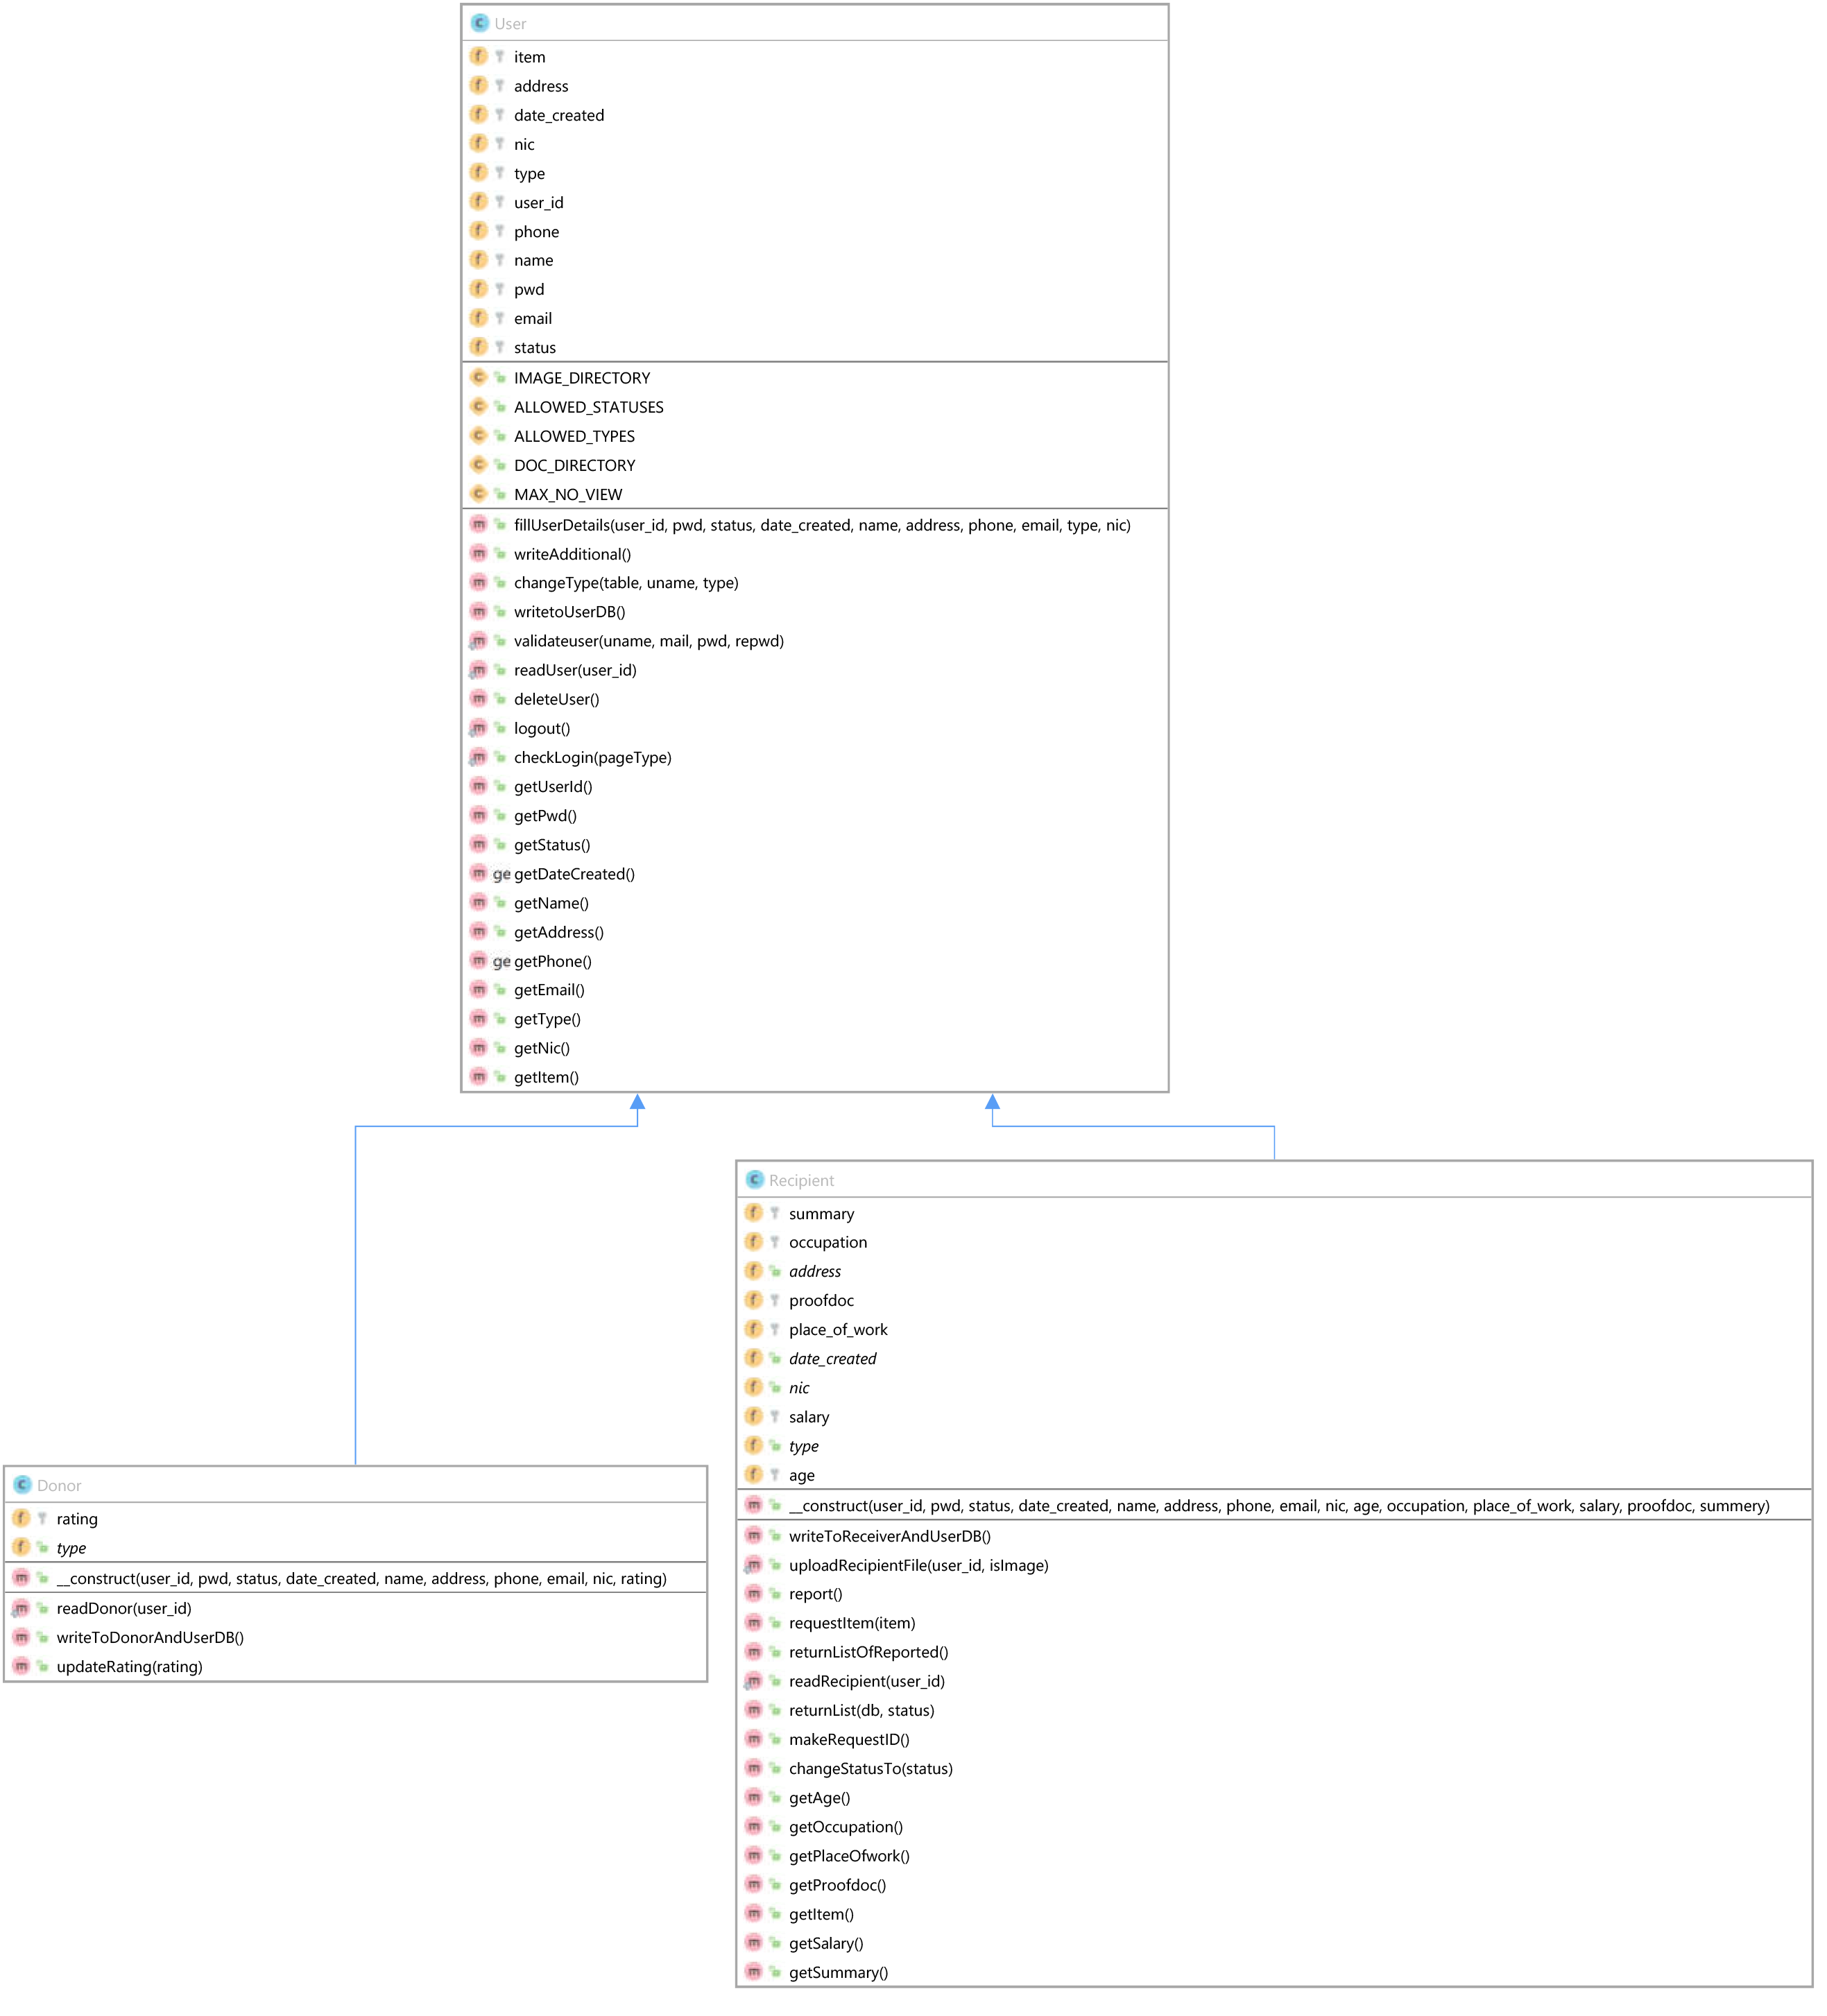 User
item
address
date_created
nic
type
user_id
phone
name
pwd
email
status
IMAGE_DIRECTORY
ALLOWED_STATUSES
ALLOWED_TYPES
DOC_DIRECTORY
MAX_NO_VIEW
fillUserDetails(user_id, pwd, status, date_created, name, address, phone, email, type, nic)
writeAdditional()
changeType(table, uname, type)
writetoUserDB()
validateuser(uname, mail, pwd, repwd)
readUser(user_id)
deleteUser()
logout()
checkLogin(pageType)
getUserId()
getPwd()
getStatus()
ge getDateCreated()
getName()
getAddress()
ge getPhone()
getEmail()
getType()
getNic()
getItem()
Recipient
summary
occupation
address
proofdoc
place_of_work
date_created
nic
salary
type
age
__construct(user_id, pwd, status, date_created, name, address, phone, email, nic, age, occupation, place_of_work, salary, proofdoc, summery)
writeToReceiverAndUserDB()
uploadRecipientFile(user_id, isImage)
report()
requestItem(item)
returnListOfReported()
readRecipient(user_id)
returnList(db, status)
makeRequestID()
changeStatusTo(status)
getAge()
getOccupation()
getPlaceOfwork()
getProofdoc()
getItem()
getSalary()
getSummary()
Donor
rating
type
__construct(user_id, pwd, status, date_created, name, address, phone, email, nic, rating)
readDonor(user_id)
writeToDonorAndUserDB()
updateRating(rating)